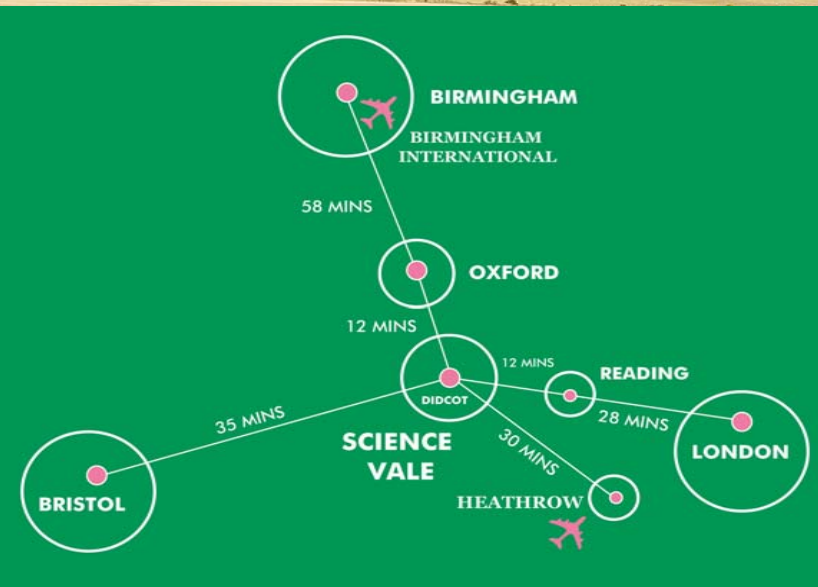 BIRMINGHAM
BIRMINGHAM
INTERNATIONAL
58 MINS
OXFORD
12 MINS
12 MINS
READING
DIDCOT
28 MINS
35 MINS
SCIENCE
VALE
30 MINS
LONDON
HEATHROW
BRISTOL